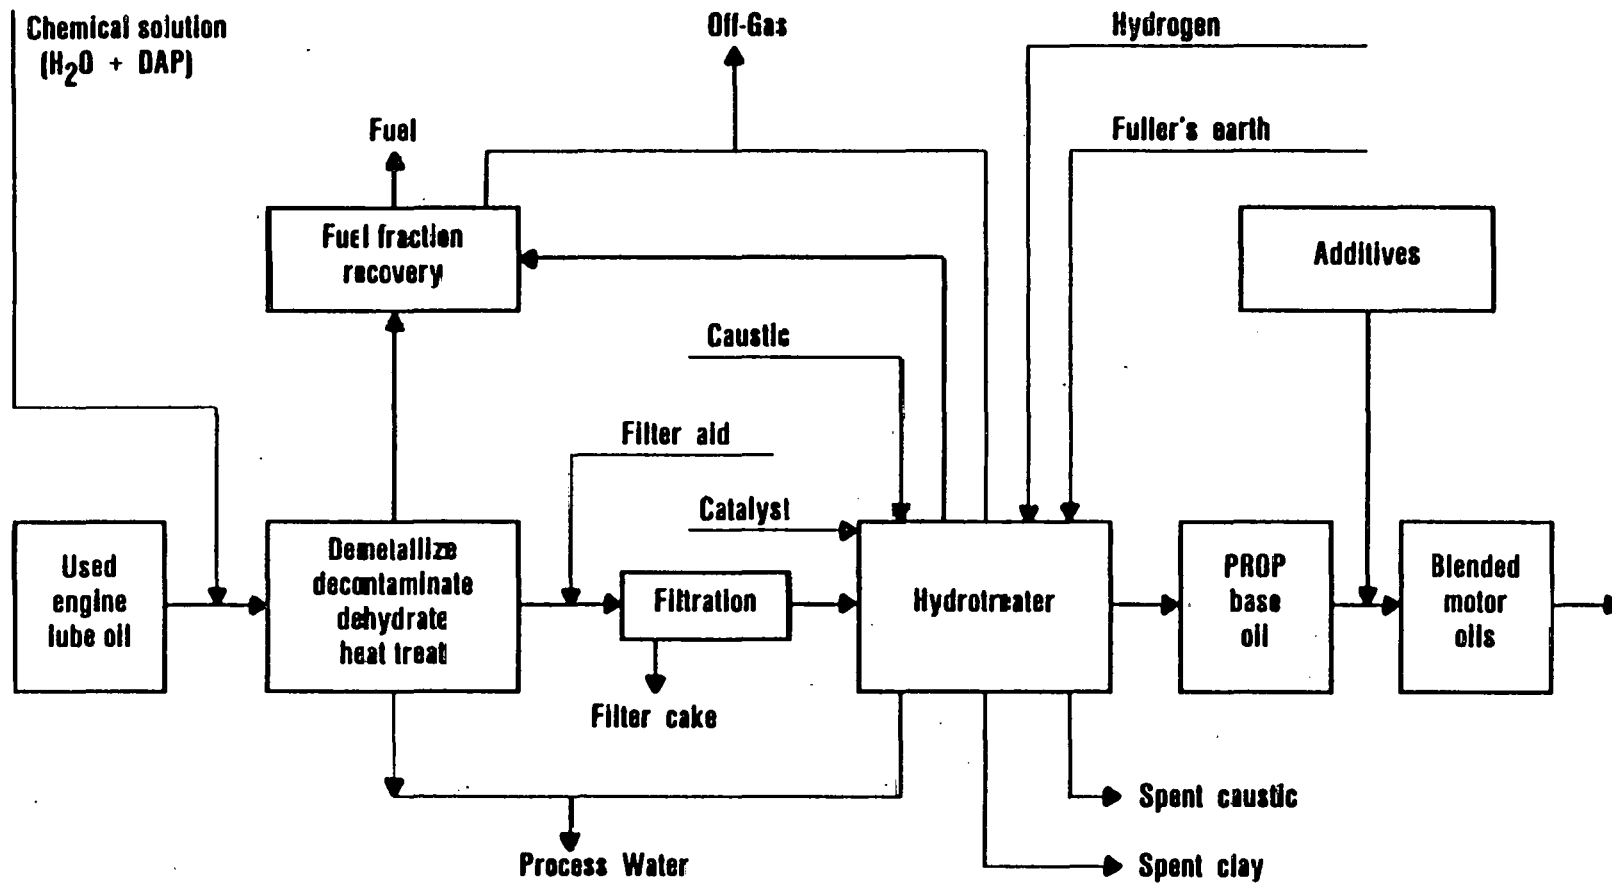 Chemical solution
(H₂O + DAP)
Off-Gas
Hydrogen
Fuel
Fuller's earth
Fuel fraction
recovery
Additives
Caustic
Filter aid
Catalyst
Used
engine
lube oil
Demetallize
decontaminate
dehydrate
heat treat
Filtration
Hydrotreater
PROP
base
oil
Blended
motor
oils
Filter cake
Spent caustic
Process Water
Spent clay